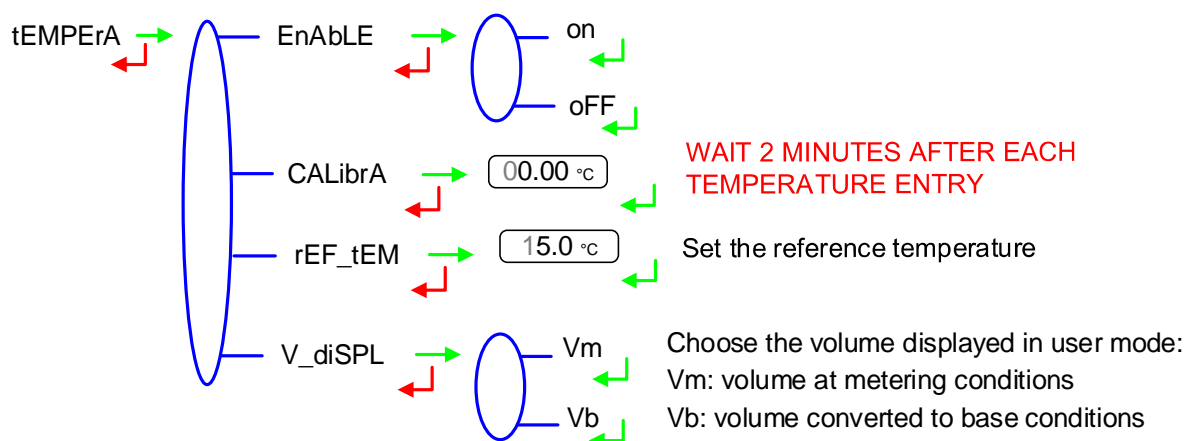 tEMPErA
EnAbLE
on
oFF
CALibrA
00.00 °C
WAIT 2 MINUTES AFTER EACH
TEMPERATURE ENTRY
rEF_tEM
15.0 °C
Set the reference temperature
V_diSPL
Vm
Vb
Choose the volume displayed in user mode:
Vm: volume at metering conditions
Vb: volume converted to base conditions